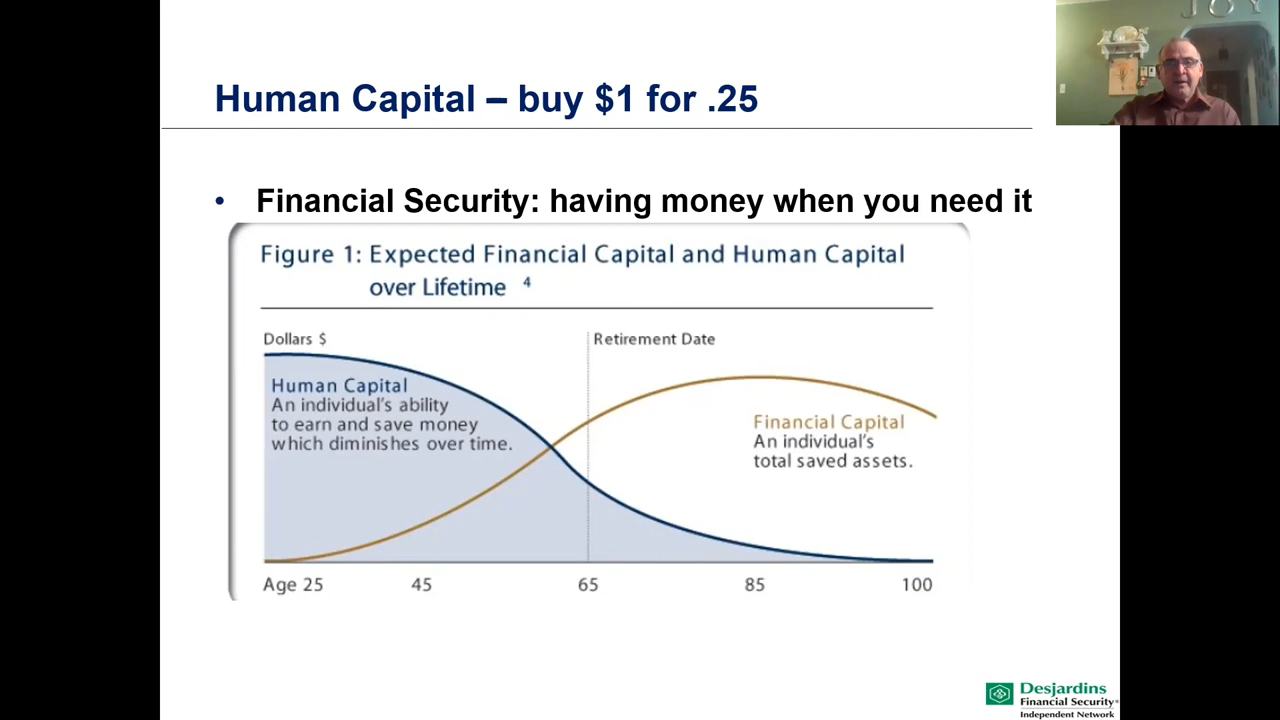 JOY
Human Capital – buy $1 for .25
• Financial Security: having money when you need it
Figure 1: Expected Financial Capital and Human Capital
over Lifetime 4
Dollars $
Retirement Date
Human Capital
An individual's ability
to earn and save money
which diminishes over time.
Financial Capital
An individual's
total saved assets.
Age 25 45 65 85 100
Desjardins
Financial Security®
Independent Network